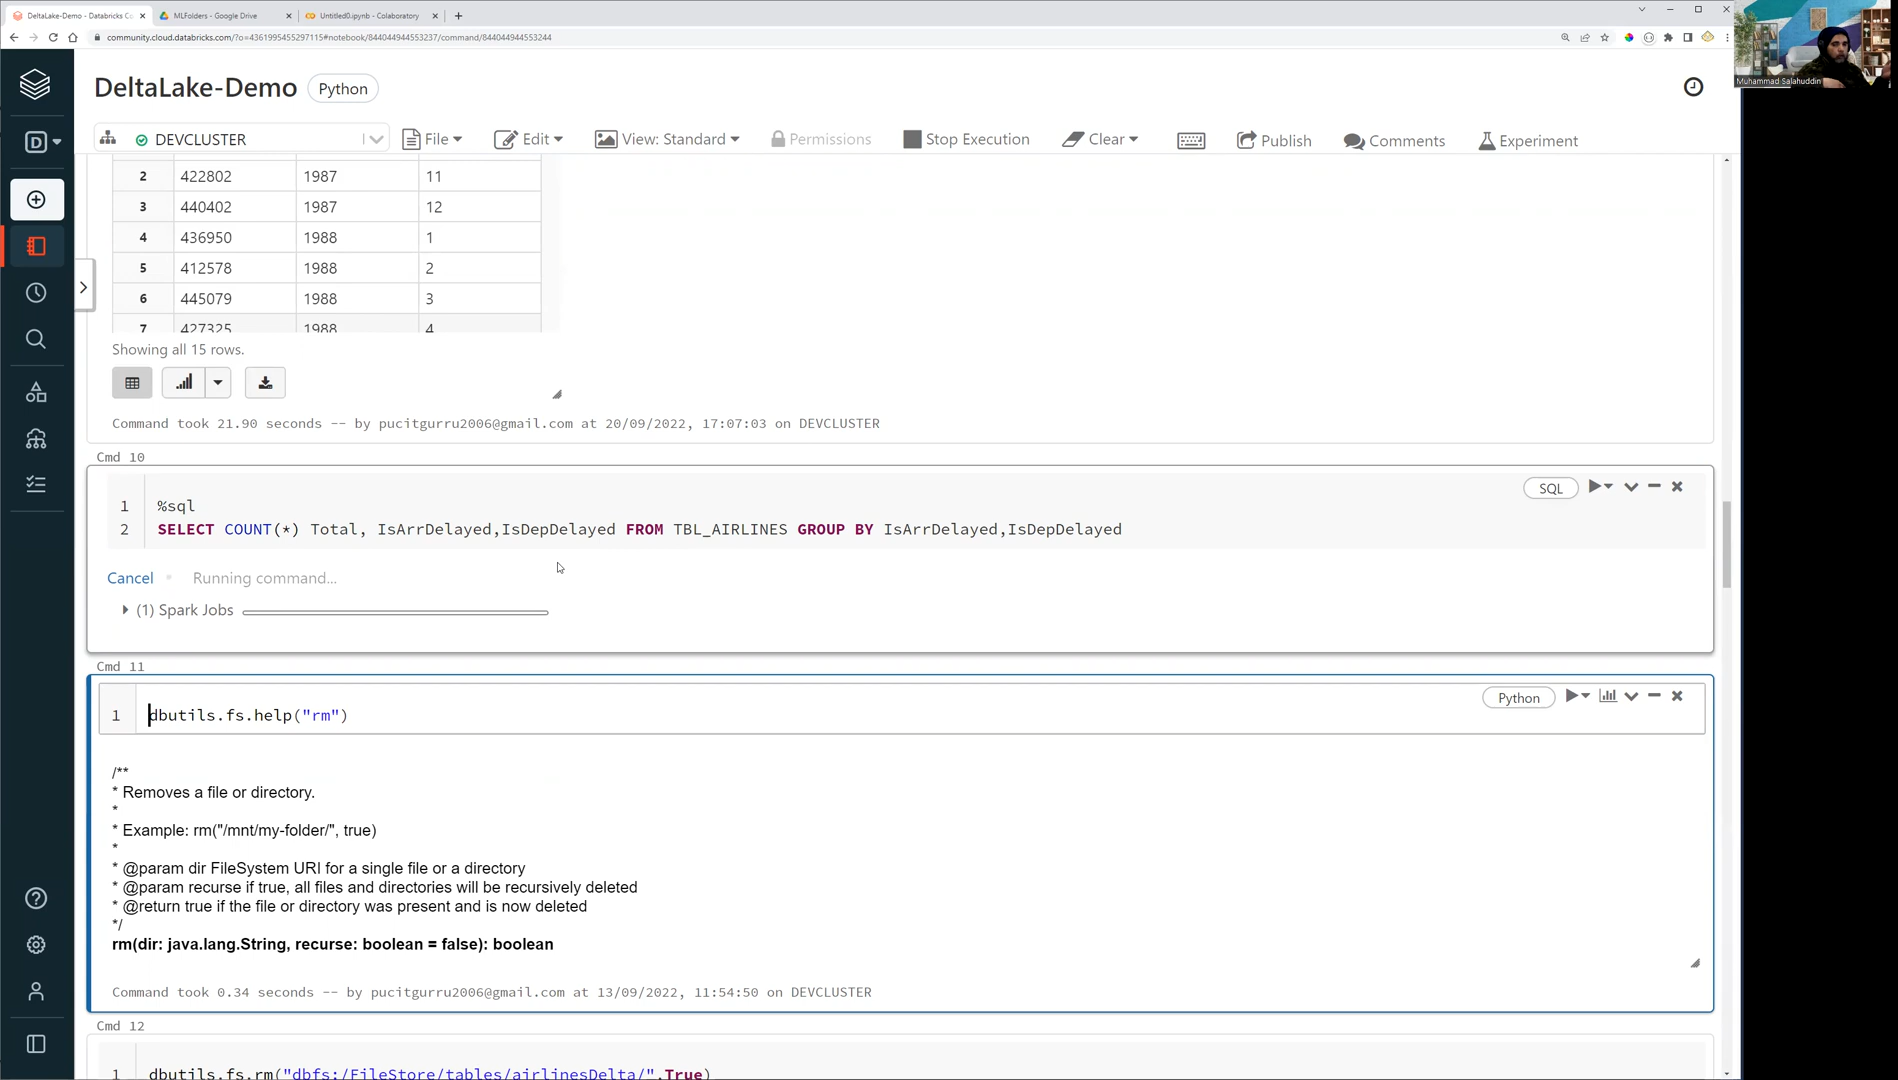 DeltaLake-Demo - Databricks Co
MLFolders - Google Drive
Untitled0.ipynb - Colaboratory
community.cloud.databricks.com/?o=4361995455297115#notebook/844044944553237/command/844044944553244
Muhammad Salahuddin
DeltaLake-Demo Python
D
DEVCLUSTER File Edit View: Standard Permissions Stop Execution Clear Publish Comments Experiment
2 422802 1987 11
3 440402 1987 12
4 436950 1988 1
5 412578 1988 2
6 445079 1988 3
7 427325 1988 4
Showing all 15 rows.
Command took 21.90 seconds -- by pucitgurru2006@gmail.com at 20/09/2022, 17:07:03 on DEVCLUSTER
Cmd 10
SQL
1 %sql
2 SELECT COUNT(*) Total, IsArrDelayed,IsDepDelayed FROM TBL_AIRLINES GROUP BY IsArrDelayed,IsDepDelayed
Cancel Running command...
(1) Spark Jobs
Cmd 11
Python
1 dbutils.fs.help("rm")
/**
* Removes a file or directory.
*
* Example: rm("/mnt/my-folder/", true)
*
* @param dir FileSystem URI for a single file or a directory
* @param recurse if true, all files and directories will be recursively deleted
* @return true if the file or directory was present and is now deleted
*/
rm(dir: java.lang.String, recurse: boolean = false): boolean
Command took 0.34 seconds -- by pucitgurru2006@gmail.com at 13/09/2022, 11:54:50 on DEVCLUSTER
Cmd 12
1 dbutils.fs.rm("dbfs:/FileStore/tables/airlinesDelta/",True)